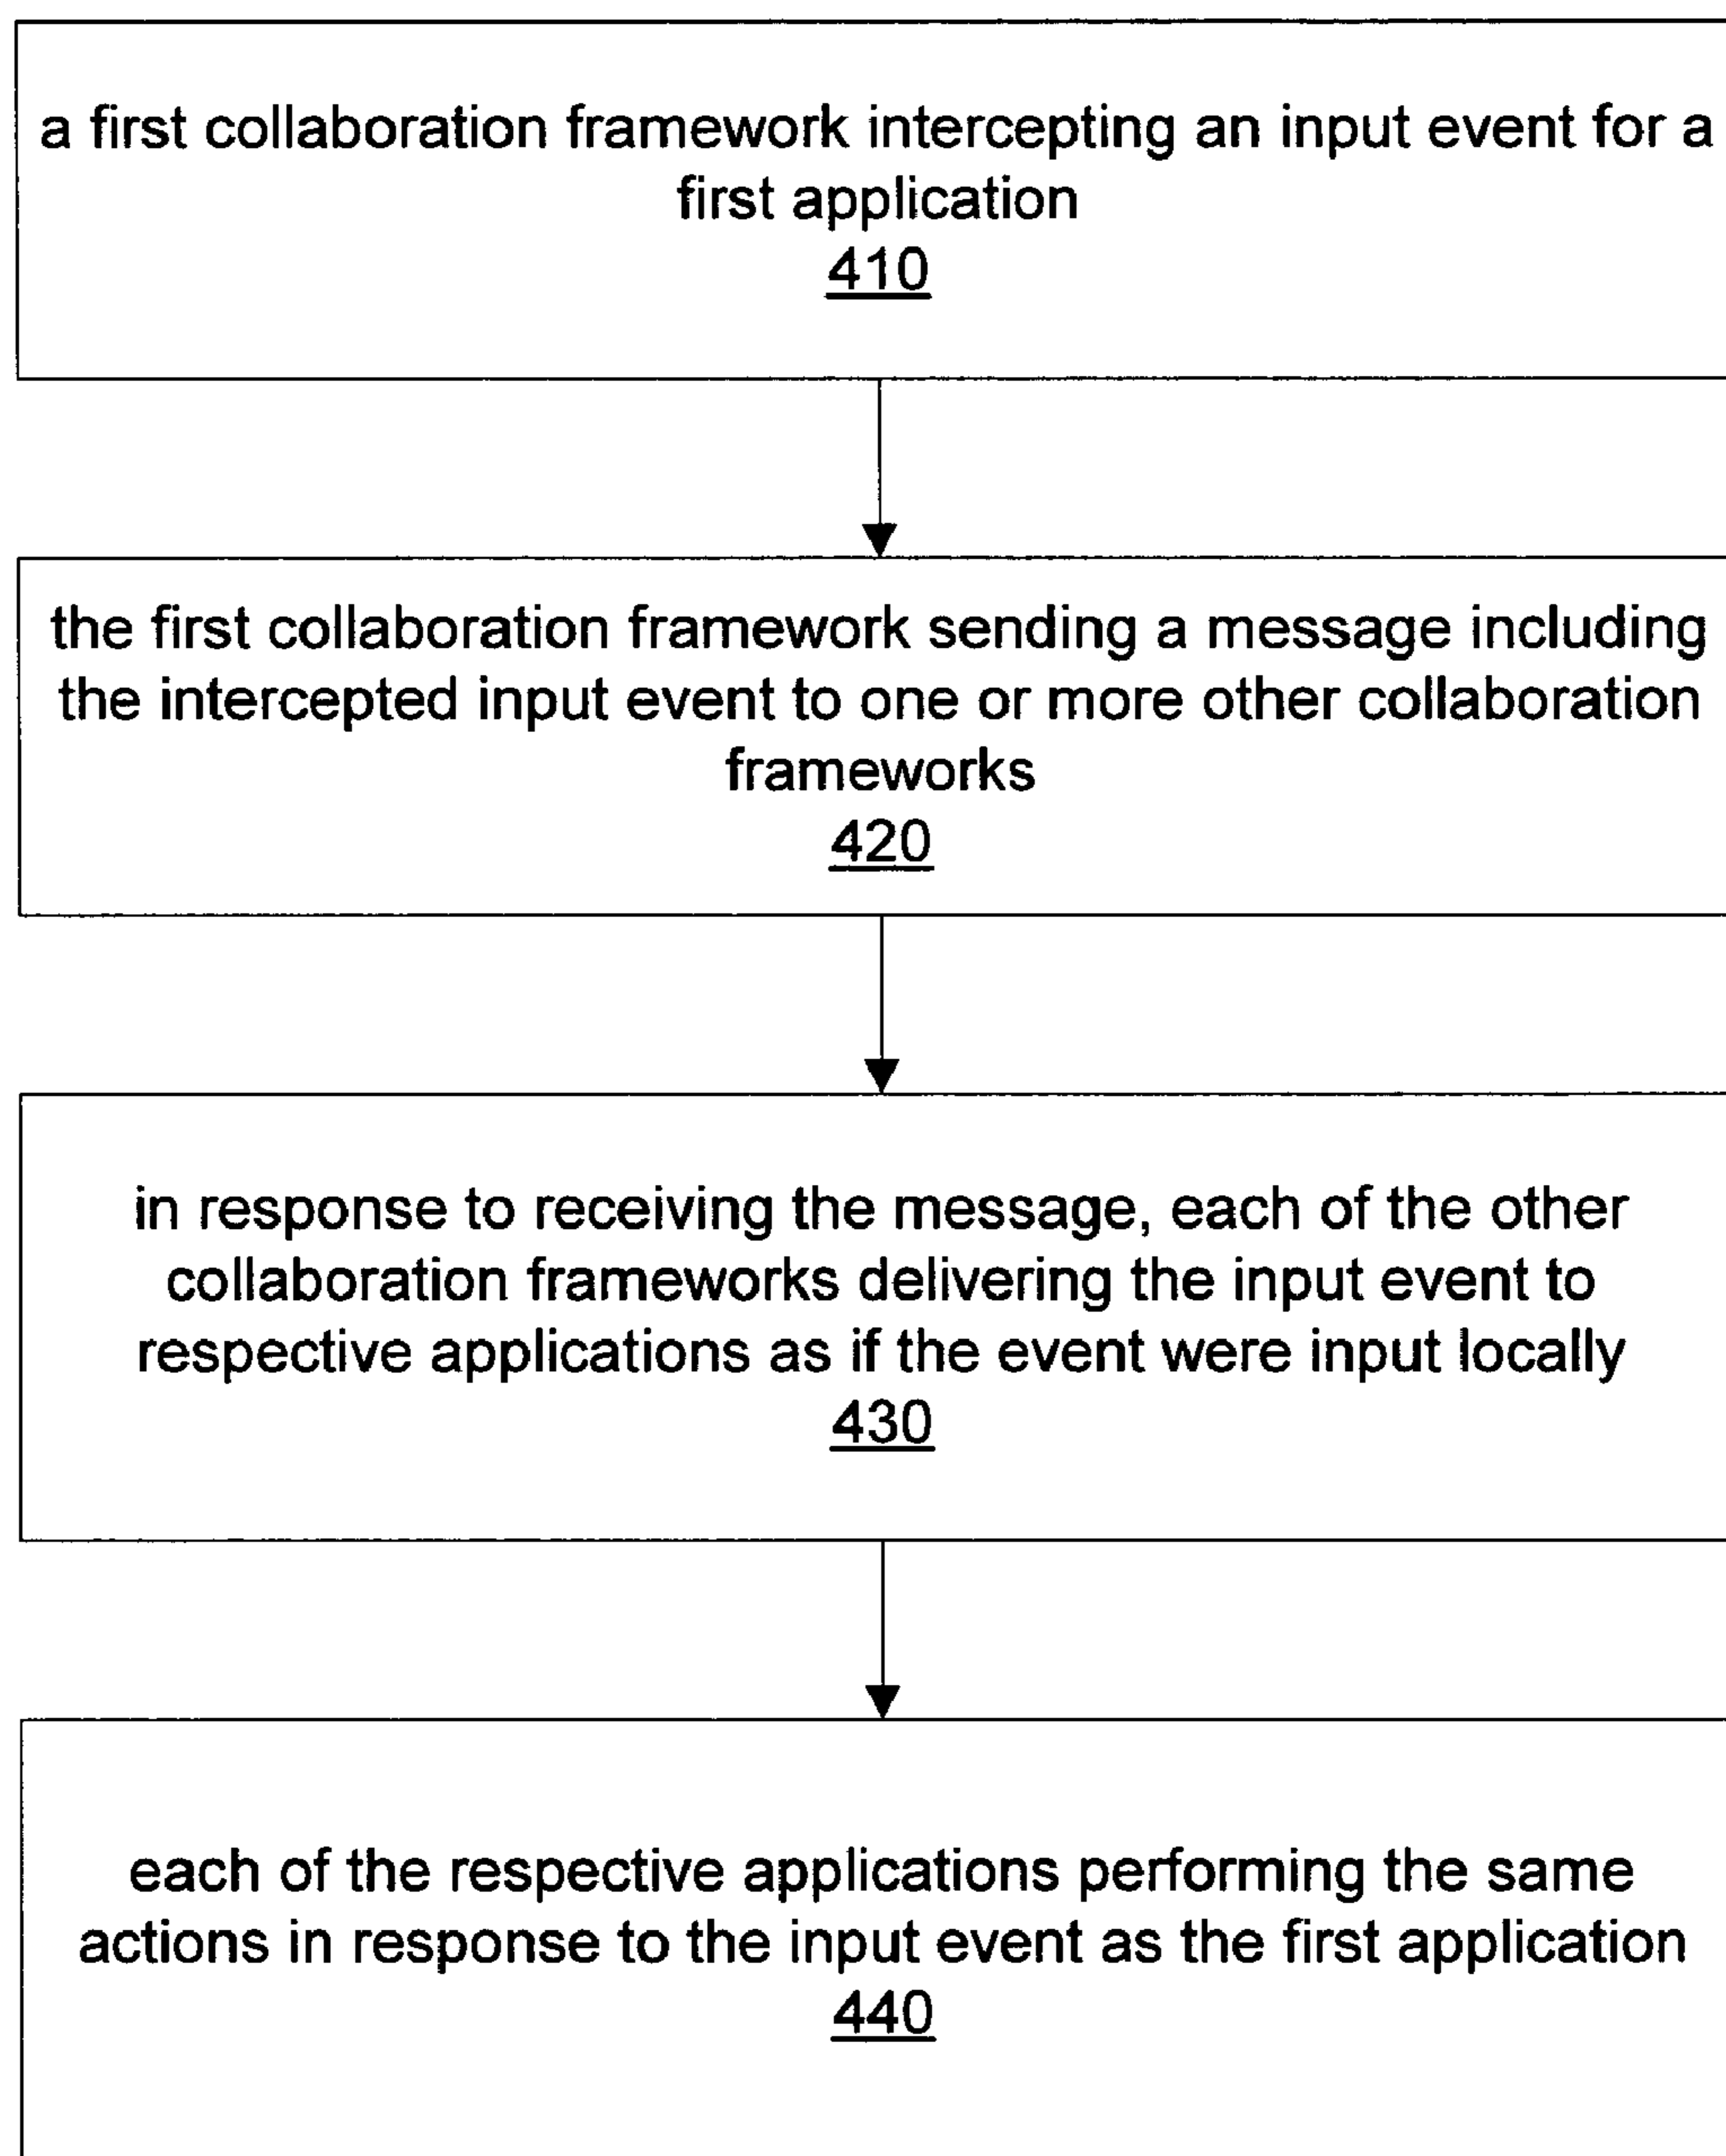 a first collaboration framework intercepting an input event for a
first application
410
the first collaboration framework sending a message including
the intercepted input event to one or more other collaboration
frameworks
420
in response to receiving the message, each of the other
collaboration frameworks delivering the input event to
respective applications as if the event were input locally
430
each of the respective applications performing the same
actions in response to the input event as the first application
440